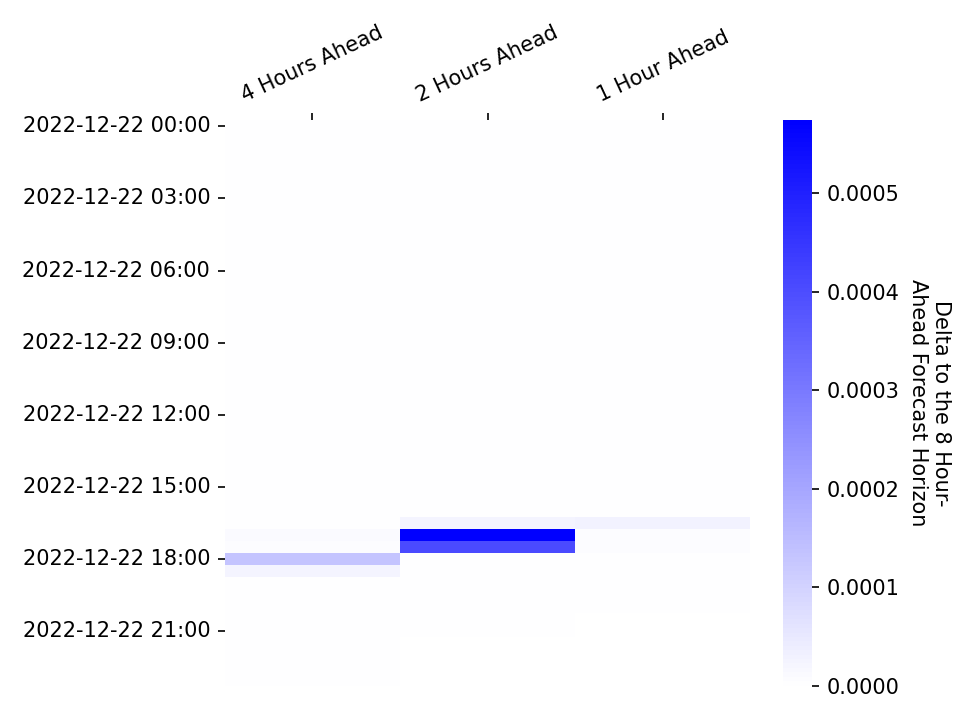 4 Hours Ahead
2 Hours Ahead
1 Hour Ahead
2022-12-22 00:00
2022-12-22 03:00
2022-12-22 06:00
2022-12-22 09:00
2022-12-22 12:00
2022-12-22 15:00
2022-12-22 18:00
2022-12-22 21:00
0.0005
0.0004
0.0003
0.0002
0.0001
0.0000
Delta to the 8 Hour-
Ahead Forecast Horizon